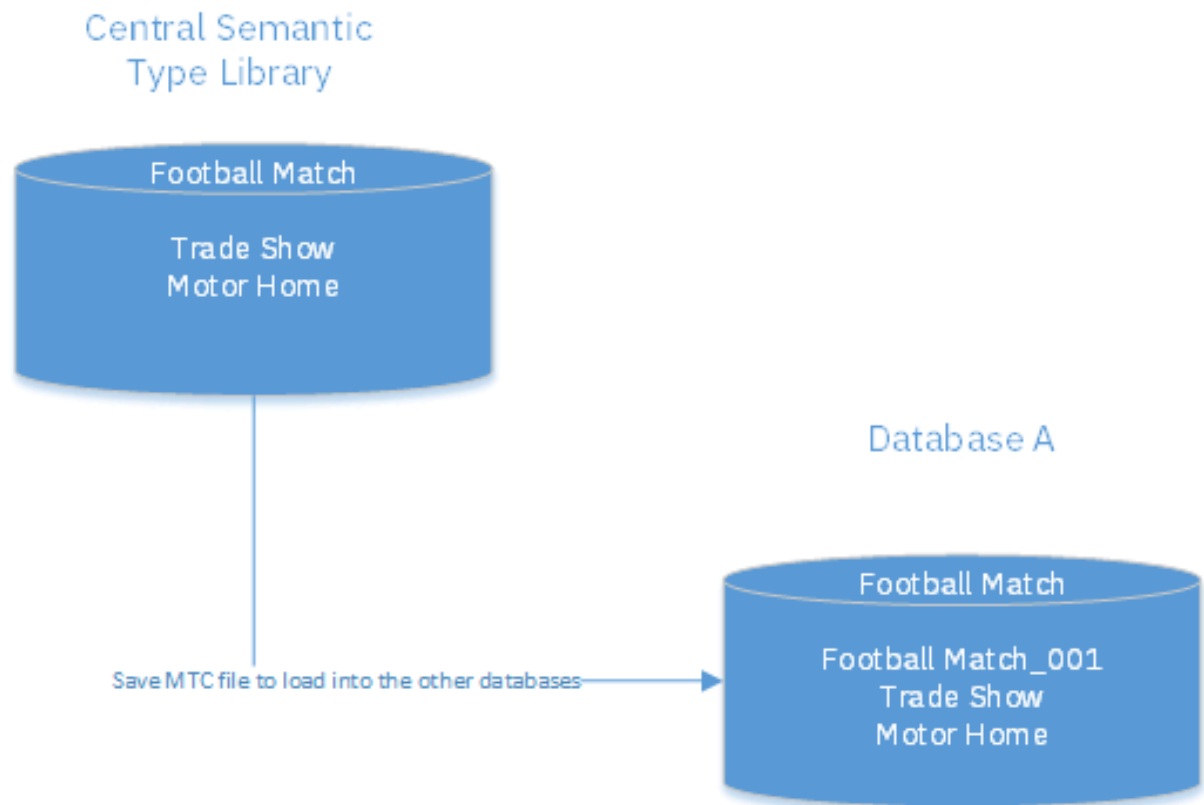 Central Semantic
Type Library
Football Match
Trade Show
Motor Home
Database A
Football Match
Football Match_001
Trade Show
Motor Home
Save MTC file to load into the other databases